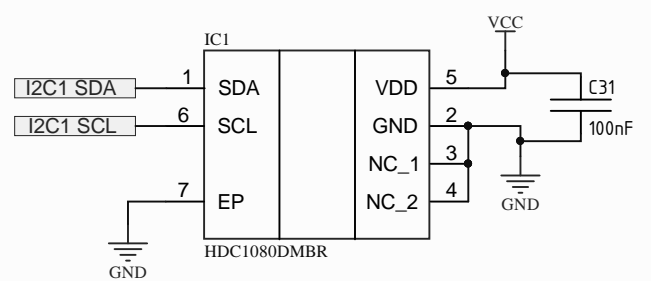 VCC
IC1
I2C1 SDA 1 SDA VDD 5 C31
I2C1 SCL 6 SCL GND 2 100nF
NC_1 3
7 EP NC_2 4 GND
HDC1080DMBR
GND